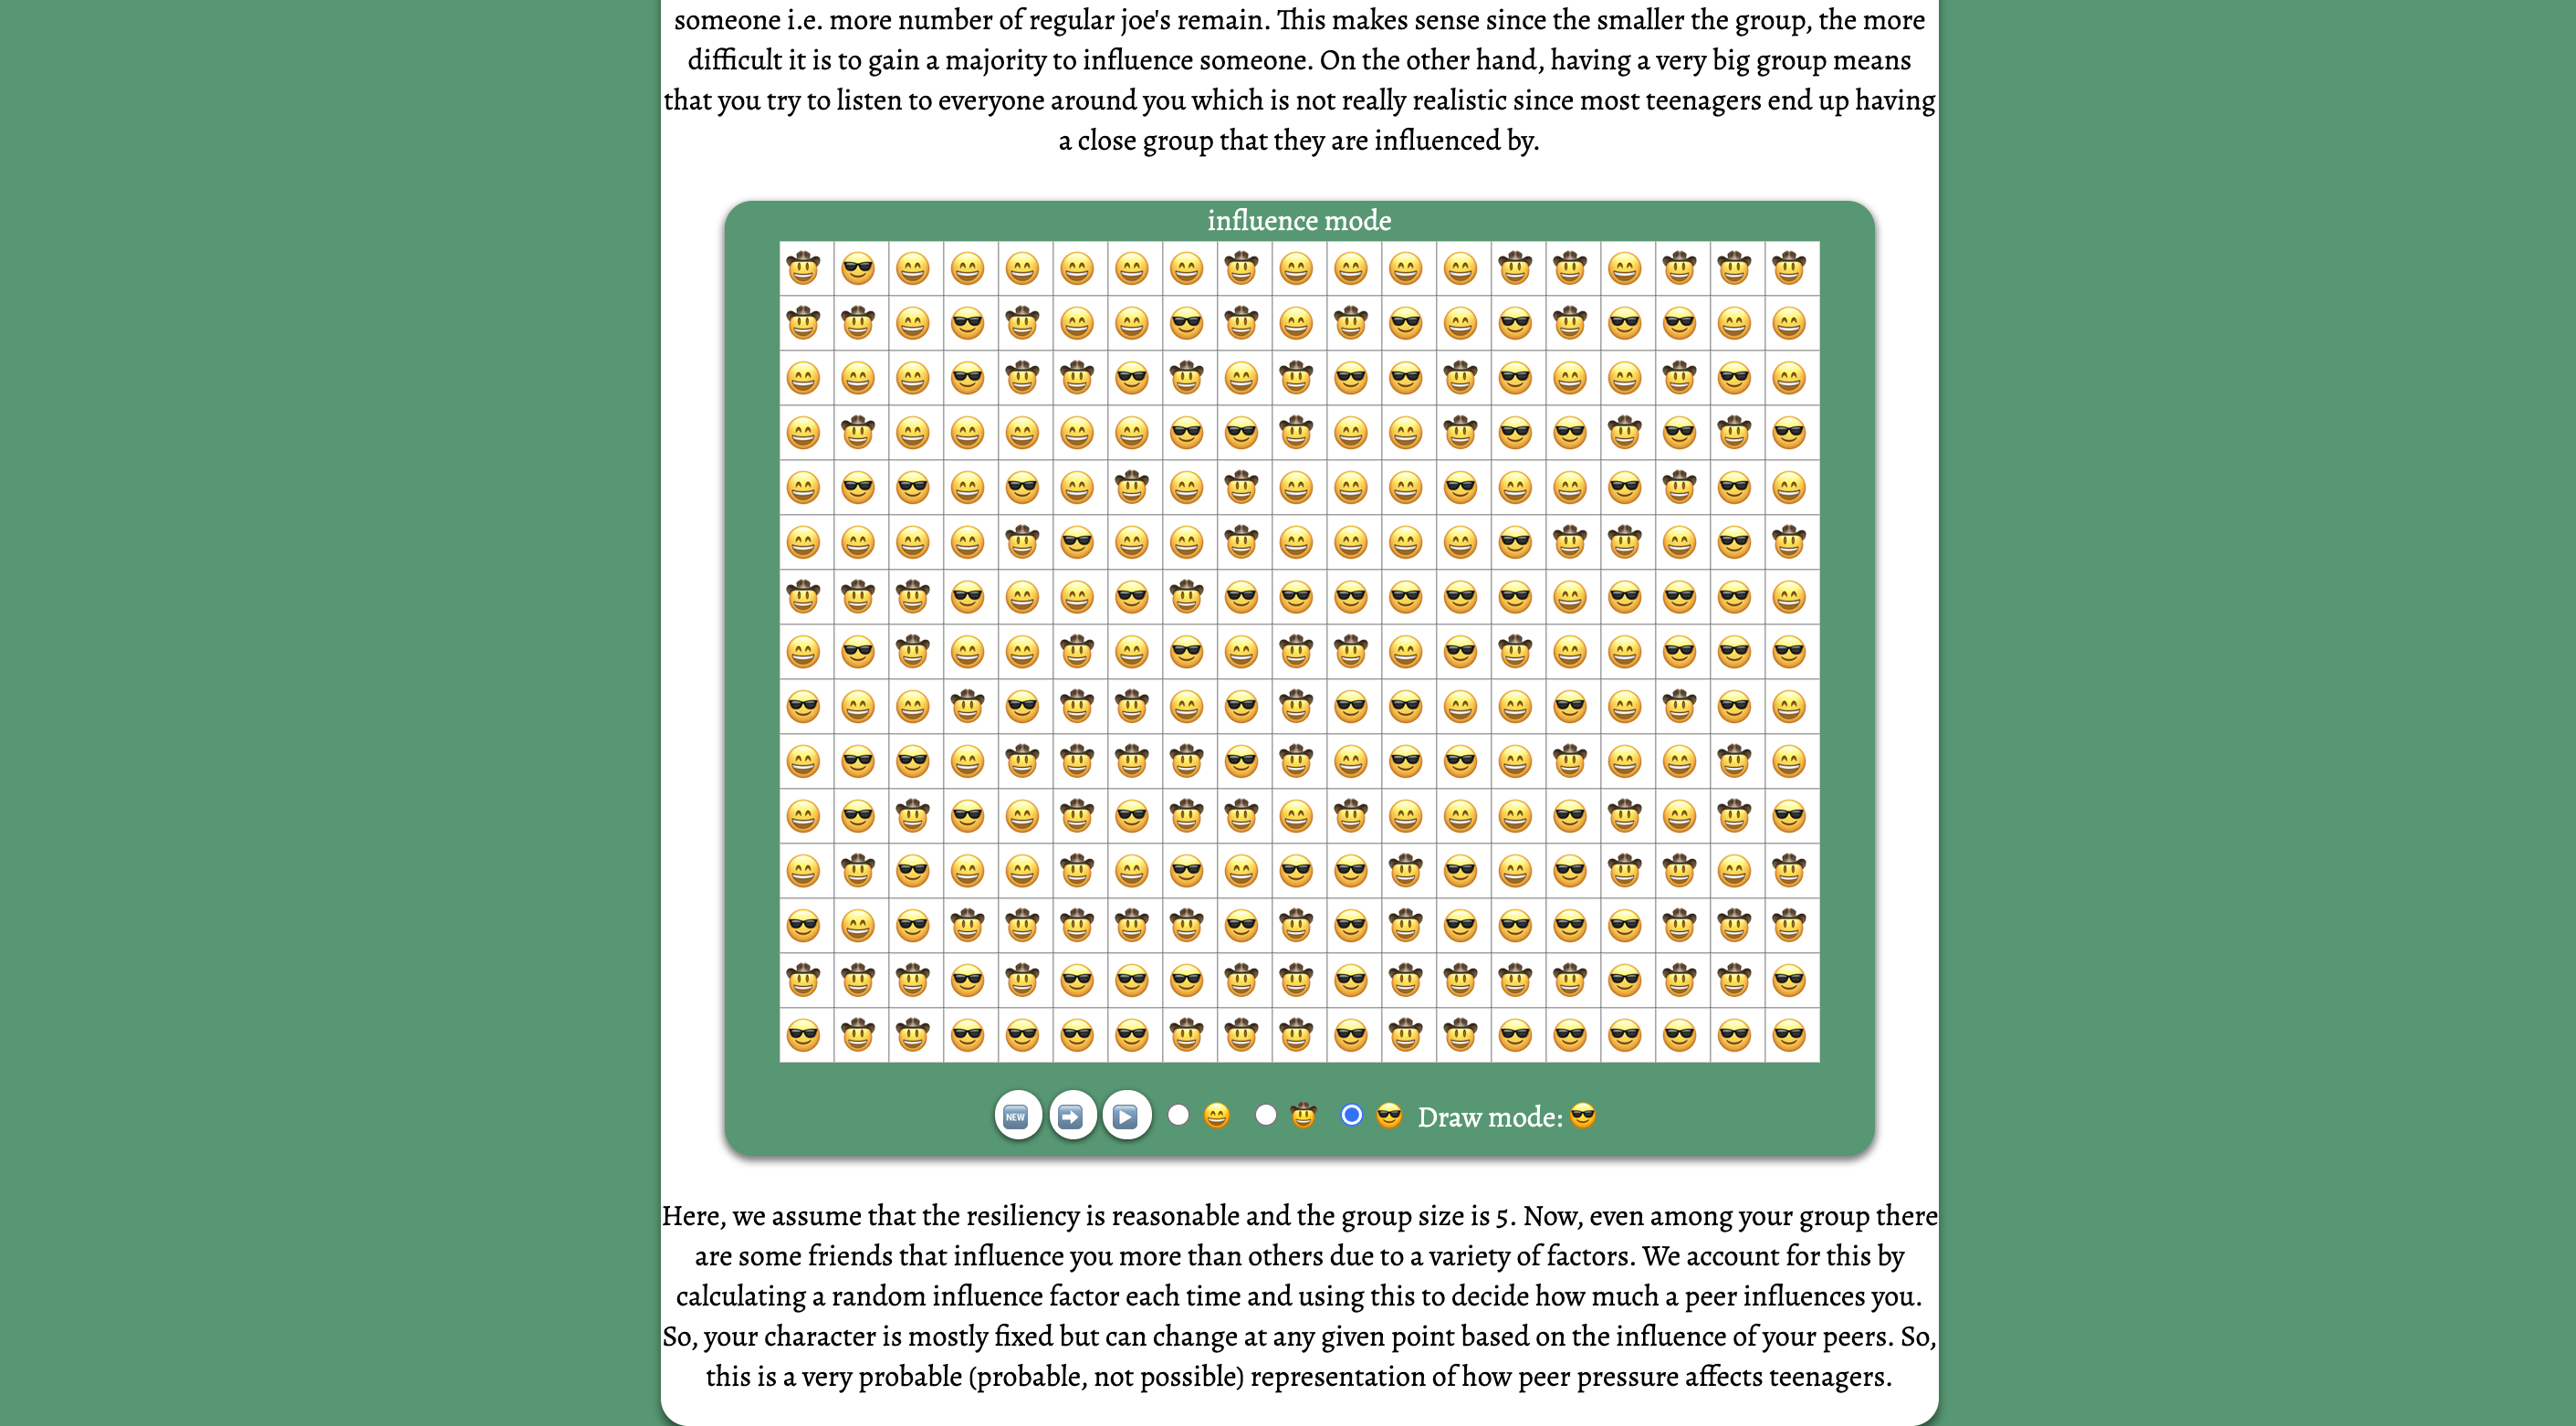 someone i.e. more number of regular joe's remain. This makes sense since the smaller the group, the more
difficult it is to gain a majority to influence someone. On the other hand, having a very big group means
that you try to listen to everyone around you which is not really realistic since most teenagers end up having
a close group that they are influenced by.
influence mode
NEW
Draw mode:
Here, we assume that the resiliency is reasonable and the group size is 5. Now, even among your group there
are some friends that influence you more than others due to a variety of factors. We account for this by
calculating a random influence factor each time and using this to decide how much a peer influences you.
So, your character is mostly fixed but can change at any given point based on the influence of your peers. So,
this is a very probable (probable, not possible) representation of how peer pressure affects teenagers.